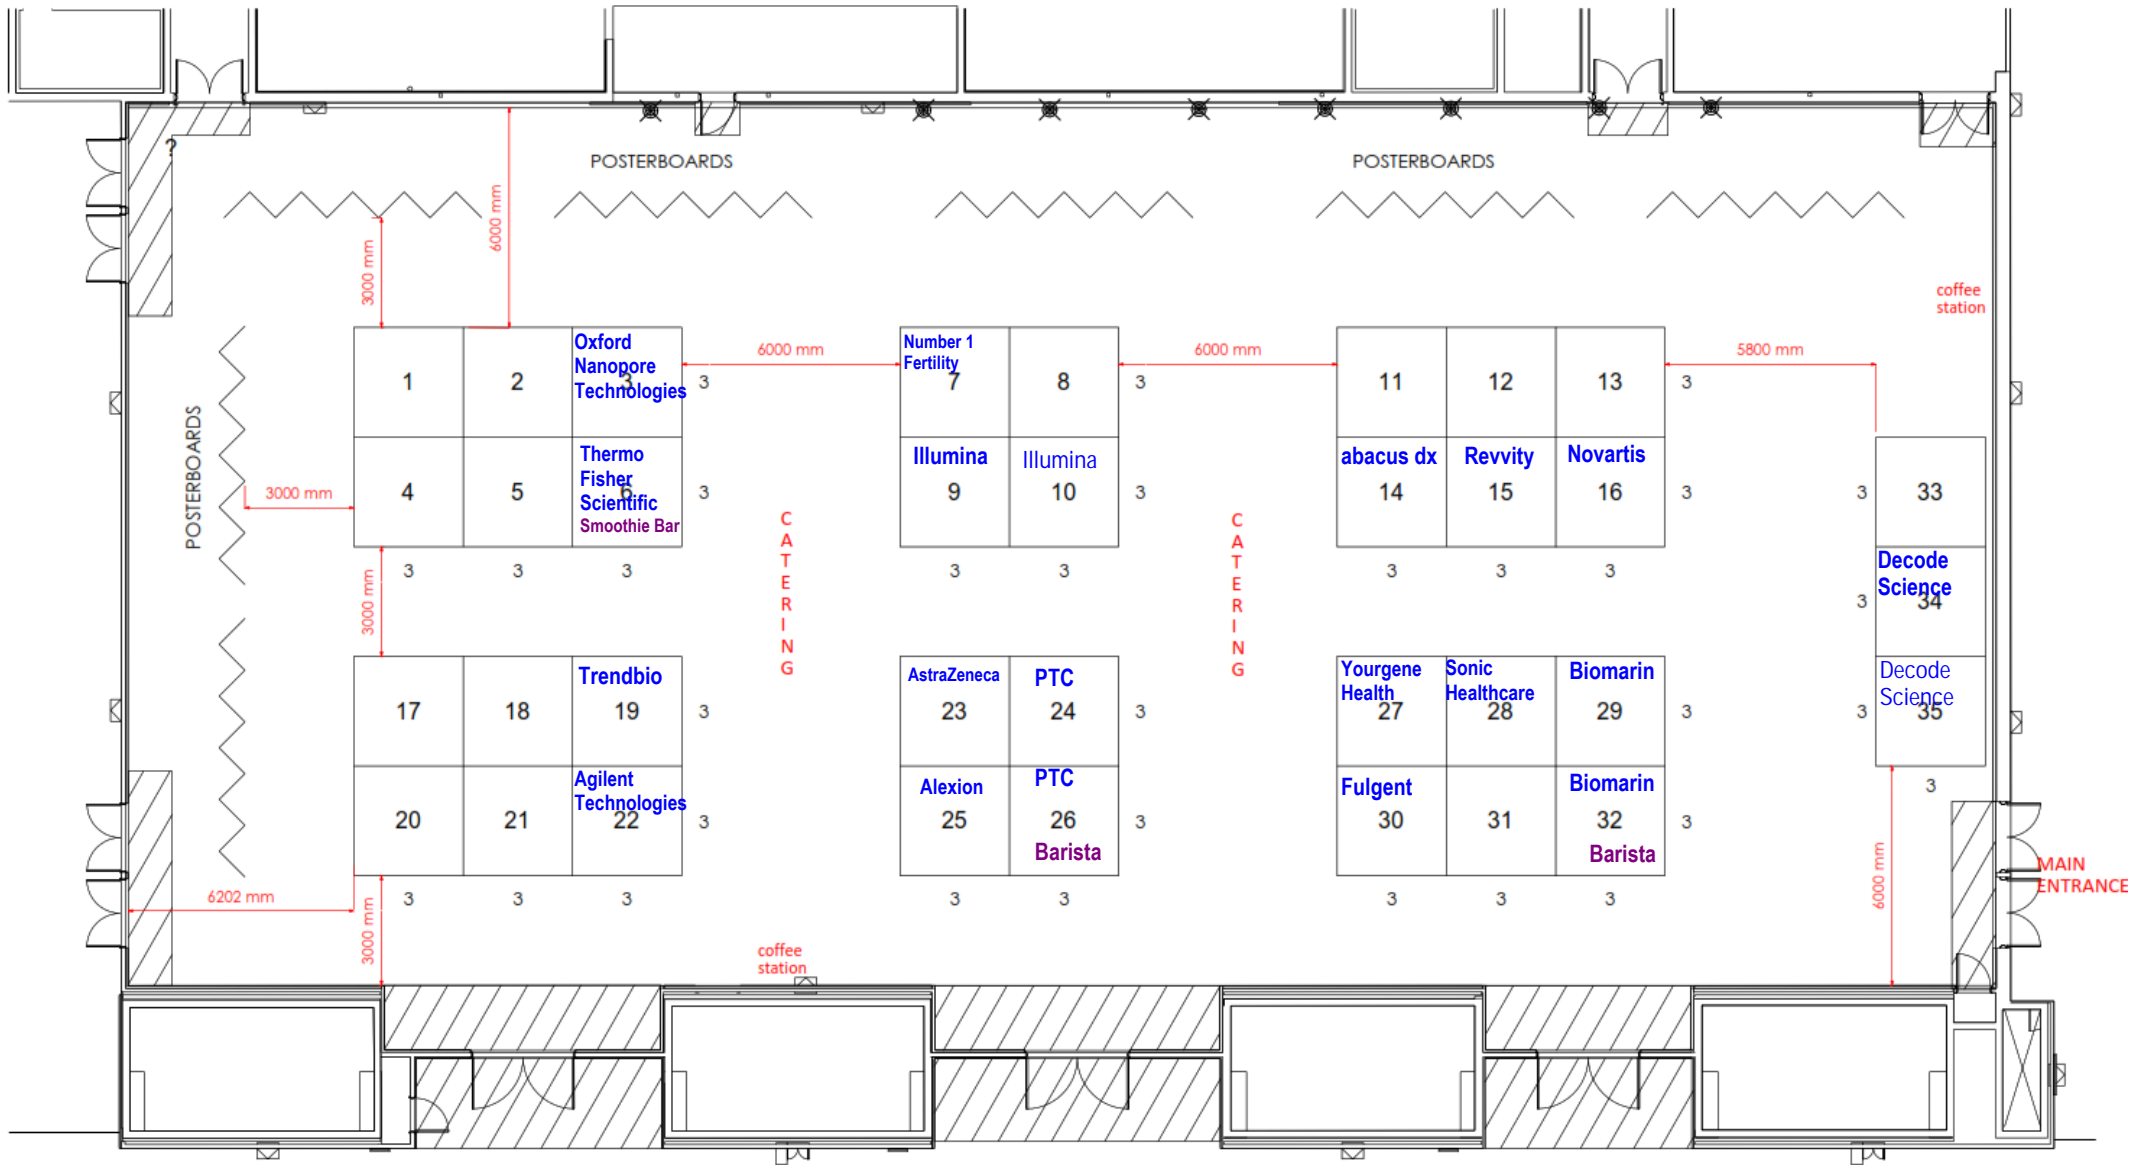 ?
POSTERBOARDS
POSTERBOARDS
6000 mm
3000 mm
coffee
station
Oxford
Nanopore
Technologies
1
2
3
3
6000 mm
Number 1
Fertility
7
8
3
6000 mm
11
12
13
3
5800 mm
POSTERBOARDS
3000 mm
4
5
Thermo
Fisher
Scientific
6
Smoothie Bar
3
Illumina
9
Illumina
10
3
abacus dx
14
Revvity
15
Novartis
16
3
3
33
CATERING
CATERING
3000 mm
3
3
3
3
3
3
3
3
Decode
Science
34
3
17
18
Trendbio
19
3
AstraZeneca
23
PTC
24
3
Yourgene
Health
27
Sonic
Healthcare
28
Biomarin
29
3
3
Decode
Science
35
3
20
21
Agilent
Technologies
22
3
Alexion
25
PTC
26
Barista
3
Fulgent
30
31
Biomarin
32
Barista
3
MAIN
ENTRANCE
6202 mm
3000 mm
3
3
3
3
3
3
3
3
6000 mm
coffee
station